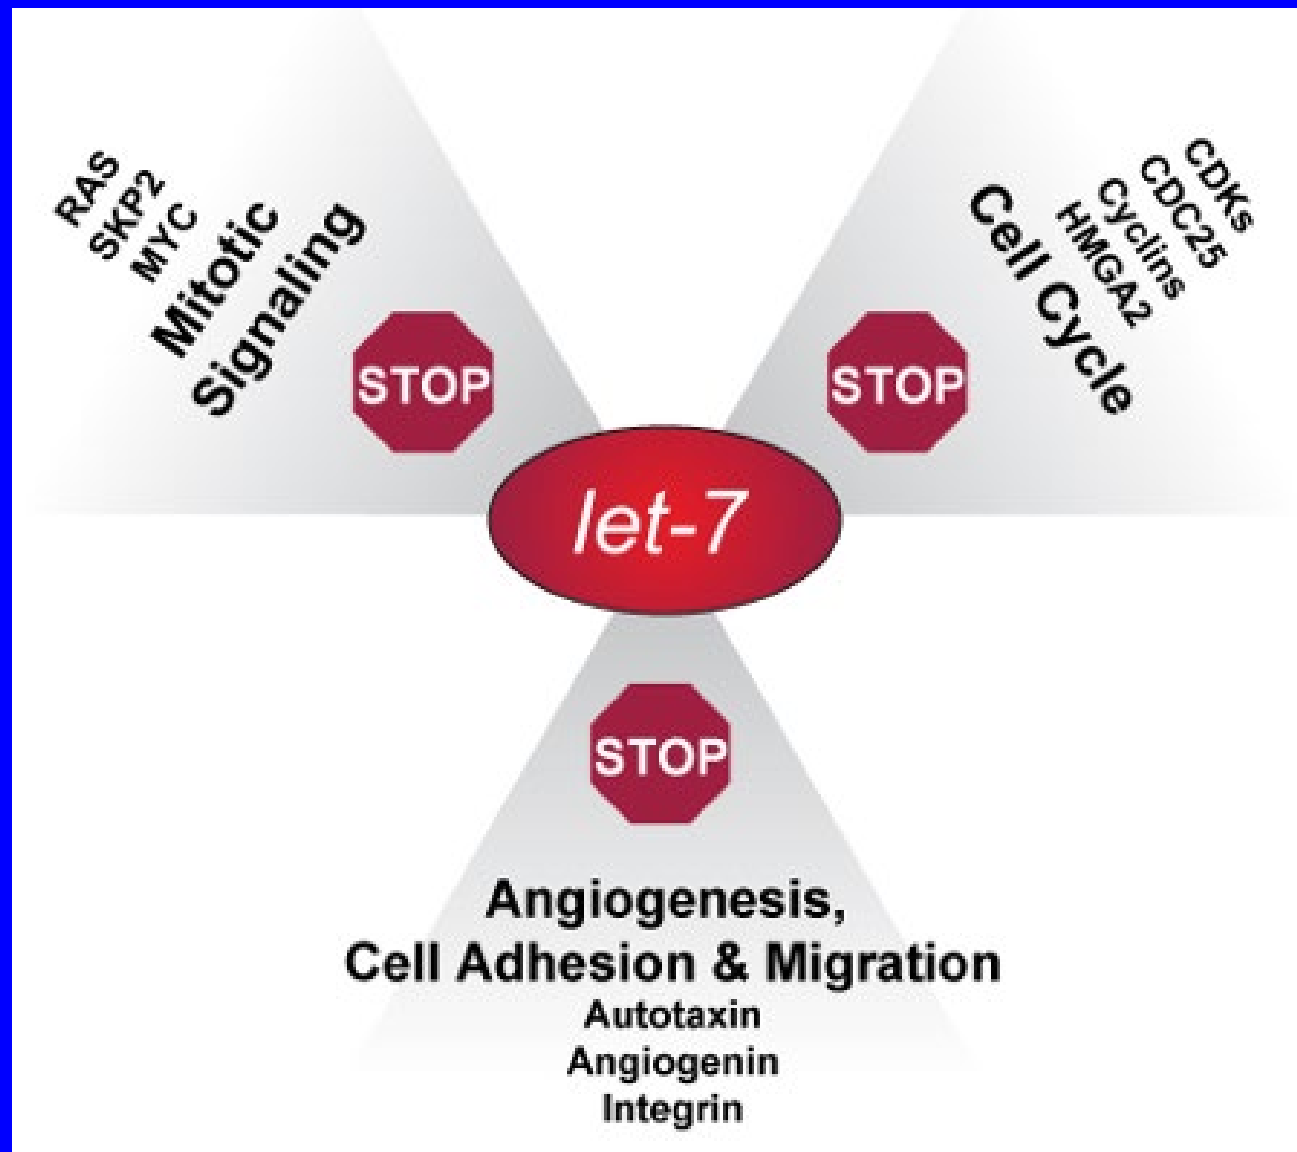 RAS
SKP2
MYC
Mitotic
Signaling
STOP
CDKs
CDC25
Cyclins
HMGA2
Cell Cycle
STOP
let-7
STOP
Angiogenesis,
Cell Adhesion & Migration
Autotaxin
Angiogenin
Integrin